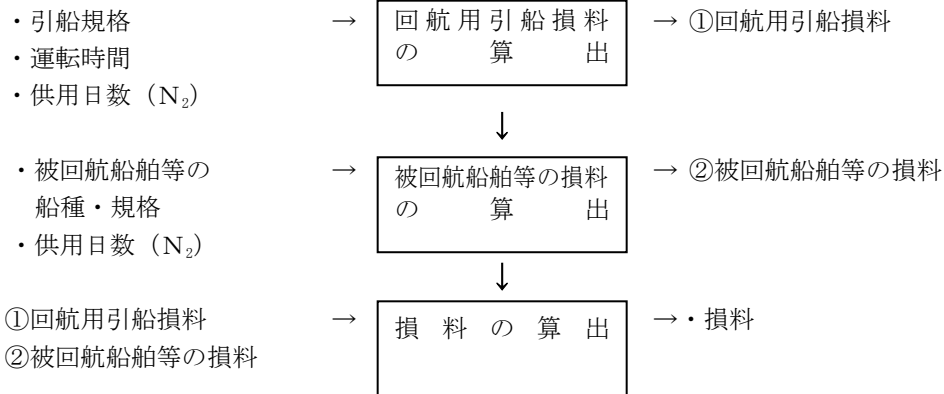 ・引船規格 → 回航用引船損料 → ①回航用引船損料
・運転時間 の算出
・供用日数（N₂）
↓
・被回航船舶等の → 被回航船舶等の損料 → ②被回航船舶等の損料
船種・規格 の算出
・供用日数（N₂）
↓
①回航用引船損料 → 損料の算出 →・損料
②被回航船舶等の損料